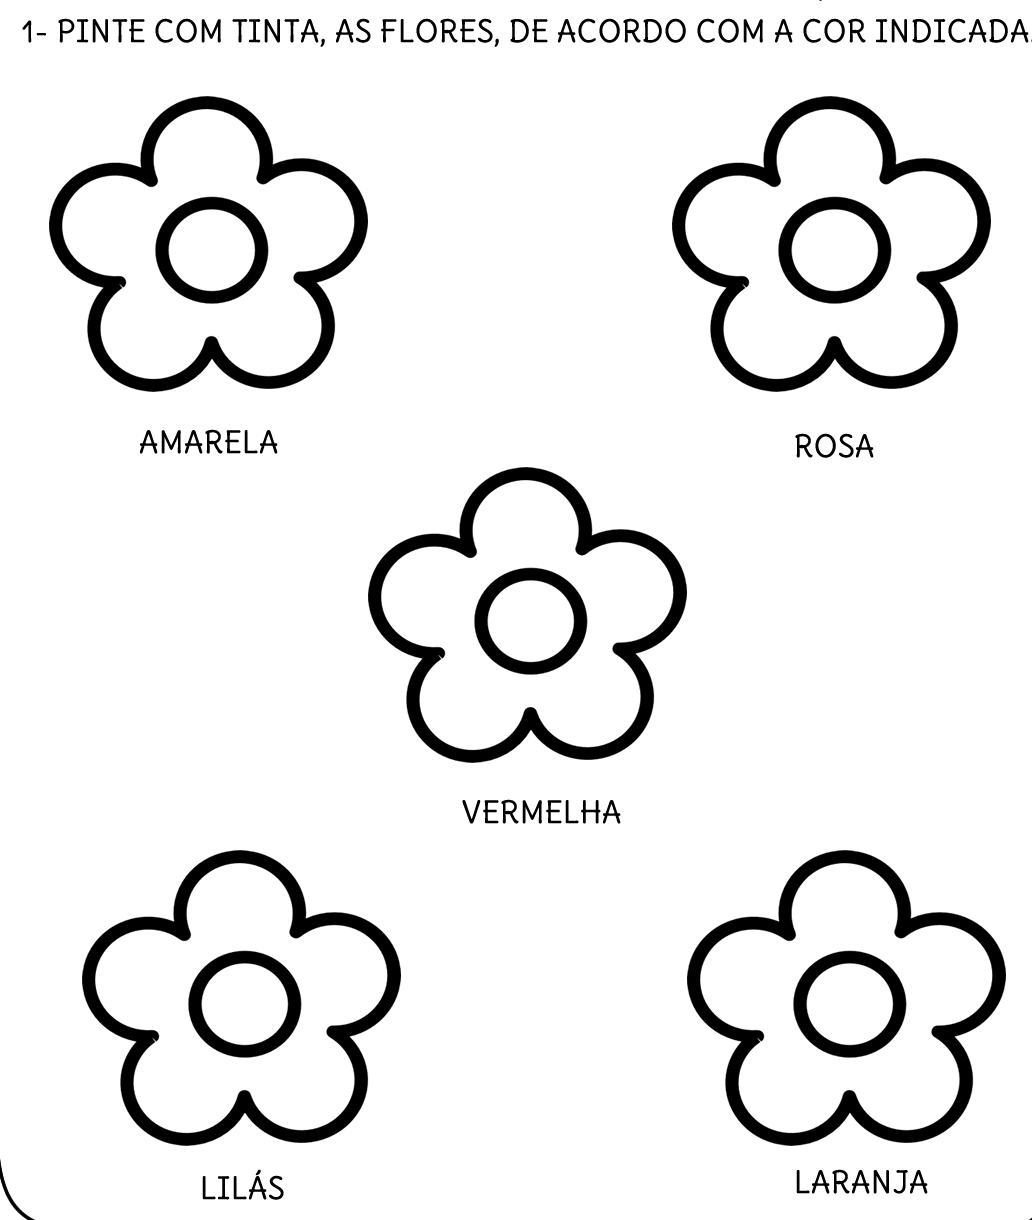 1- PINTE COM TINTA, AS FLORES, DE ACORDO COM A COR INDICADA
AMARELA
ROSA
VERMELHA
LILÁS
LARANJA